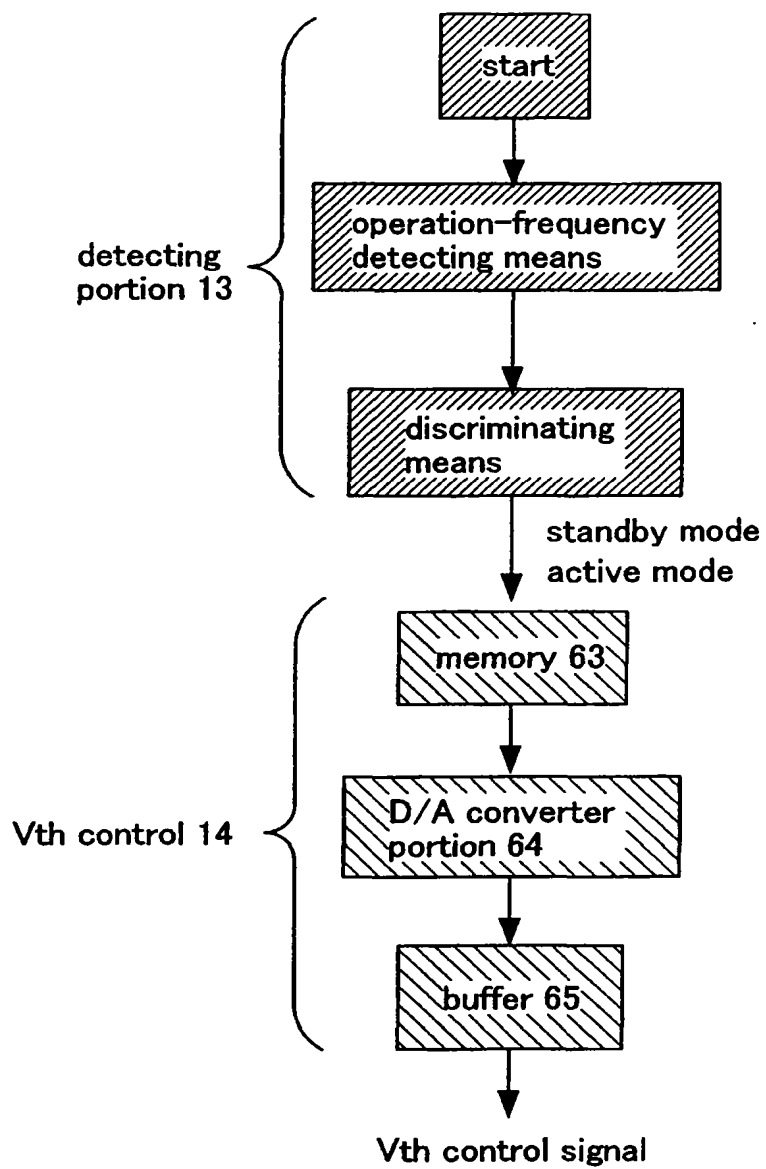 start
operation-frequency
detecting means
detecting
portion 13
discriminating
means
standby mode
active mode
memory 63
D/A converter
portion 64
Vth control 14
buffer 65
Vth control signal